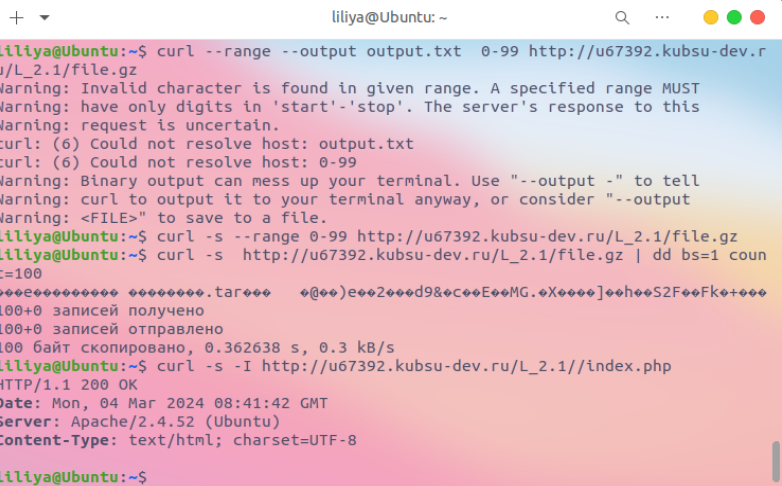 liliya@Ubuntu: ~
liliya@Ubuntu:~$ curl --range --output output.txt  0-99 http://u67392.kubsu-dev.r
u/L_2.1/file.gz
Warning: Invalid character is found in given range. A specified range MUST
Warning: have only digits in 'start'-'stop'. The server's response to this
Warning: request is uncertain.
curl: (6) Could not resolve host: output.txt
curl: (6) Could not resolve host: 0-99
Warning: Binary output can mess up your terminal. Use "--output -" to tell
Warning: curl to output it to your terminal anyway, or consider "--output
Warning: <FILE>" to save to a file.
liliya@Ubuntu:~$ curl -s --range 0-99 http://u67392.kubsu-dev.ru/L_2.1/file.gz
liliya@Ubuntu:~$ curl -s  http://u67392.kubsu-dev.ru/L_2.1/file.gz | dd bs=1 coun
t=100
���e��������� ���������.tar���   �@��)e��2���d9&�c��E��MG.�X����]��h��S2F��Fk�+���
100+0 записей получено
100+0 записей отправлено
100 байт скопировано, 0.362638 s, 0.3 kB/s
liliya@Ubuntu:~$ curl -s -I http://u67392.kubsu-dev.ru/L_2.1//index.php
HTTP/1.1 200 OK
Date: Mon, 04 Mar 2024 08:41:42 GMT
Server: Apache/2.4.52 (Ubuntu)
Content-Type: text/html; charset=UTF-8
liliya@Ubuntu:~$